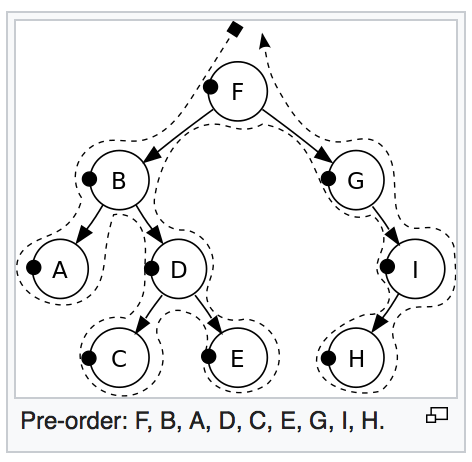 F
B
G
A
D
I
C
E
H
Pre-order: F, B, A, D, C, E, G, I, H.